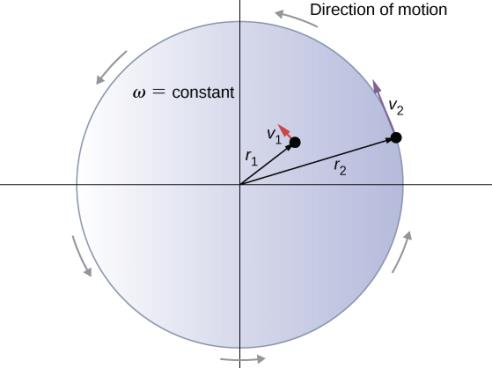 Direction of motion
ω = constant
v₂
v₁
r₁
r₂